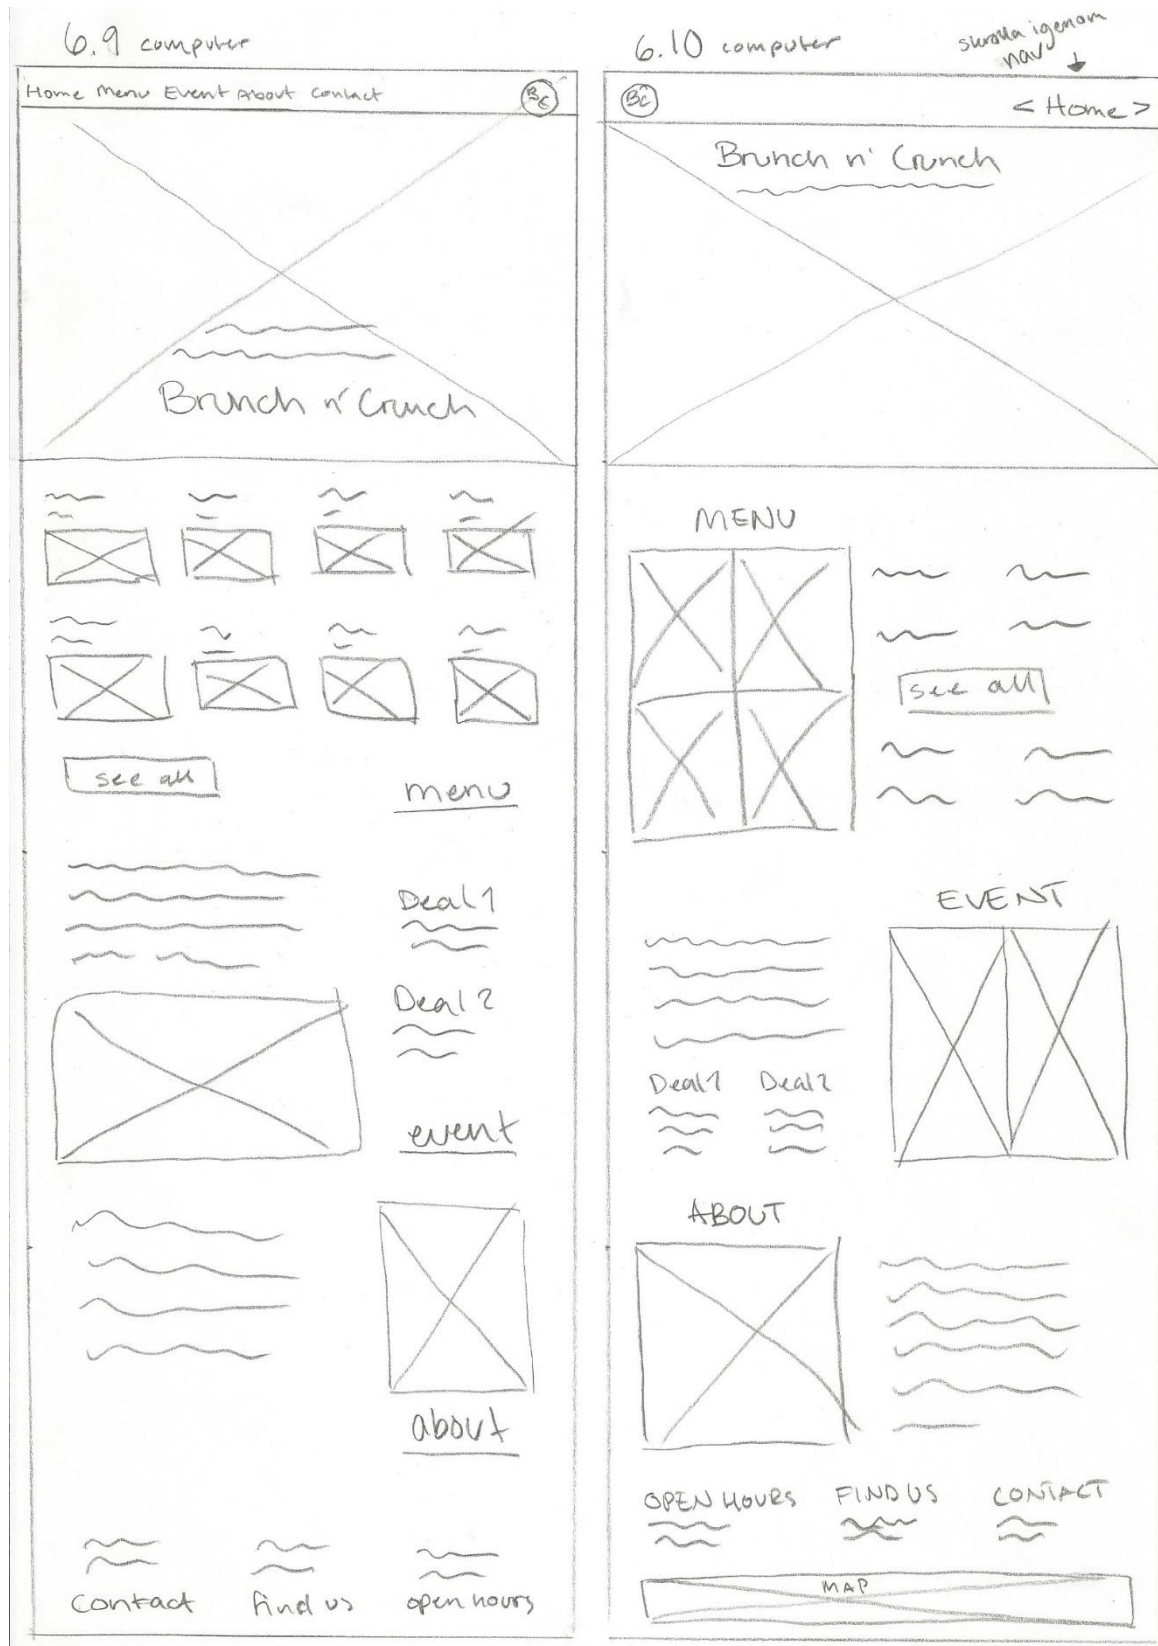 6.9 computer
Home Menu Event About Contact
BC
Brunch n' Crunch
see all
menu
Deal 1
Deal 2
event
about
contact
find us
open hours
6.10 computer
skrolla igenom
nav
BC
< Home >
Brunch n' Crunch
MENU
see all
EVENT
Deal 1 Deal 2
ABOUT
OPEN HOURS FIND US CONTACT
MAP